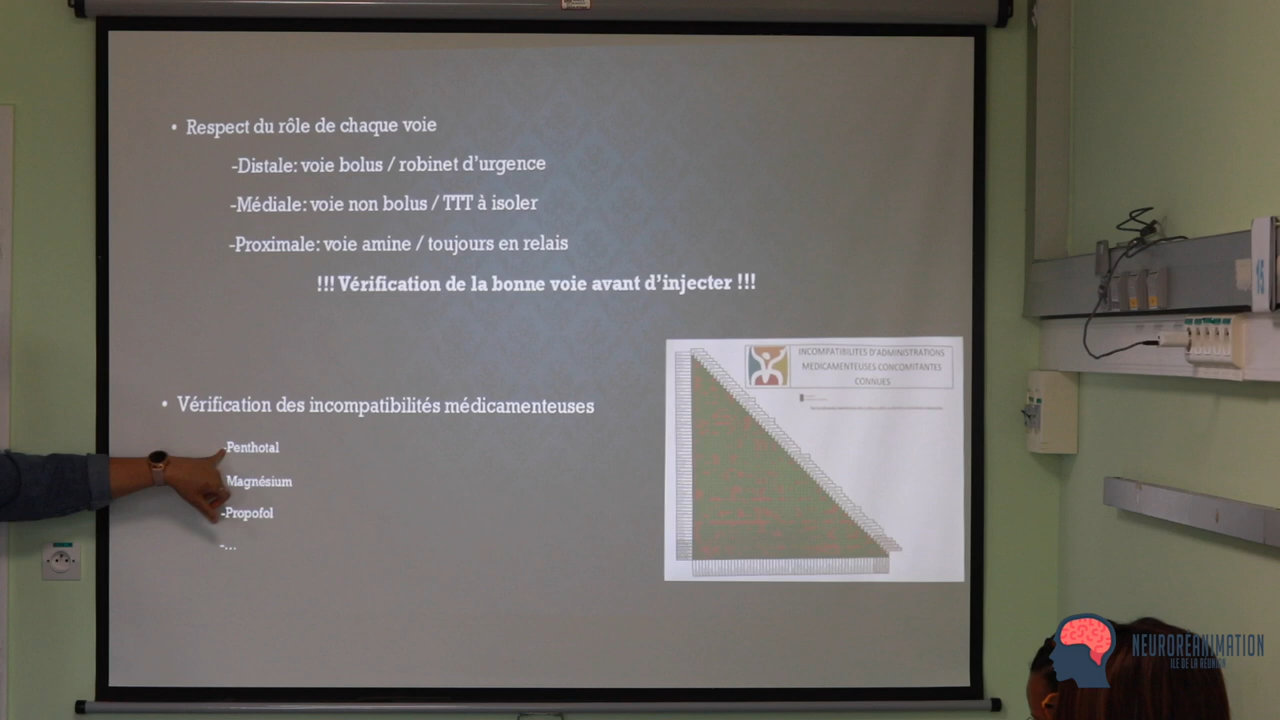 • Respect du rôle de chaque voie
-Distale: voie bolus / robinet d'urgence
-Médiale: voie non bolus / TTT à isoler
-Proximale: voie amine / toujours en relais
!!! Vérification de la bonne voie avant d'injecter !!!
INCOMPATIBILITES D'ADMINISTRATIONS
MEDICAMENTEUSES CONCOMITANTES
CONNUES
• Vérification des incompatibilités médicamenteuses
-Penthotal
Magnésium
-Propofol
-...
15
NEUROREANIMATION
ILE DE LA REUNION